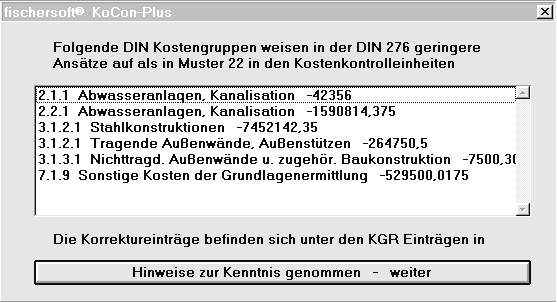 fischersoft® KoCon-Plus
Folgende DIN Kostengruppen weisen in der DIN 276 geringere
Ansätze auf als in Muster 22 in den Kostenkontrolleinheiten
2.1.1 Abwasseranlagen, Kanalisation -42356
2.2.1 Abwasseranlagen, Kanalisation -1590814,375
3.1.2.1 Stahlkonstruktionen -7452142,35
3.1.2.1 Tragende Außenwände, Außenstützen -264750,5
3.1.3.1 Nichttragd. Außenwände u. zugehör. Baukonstruktion -7500,30
7.1.9 Sonstige Kosten der Grundlagenermittlung -529500,0175
Die Korrektureinträge befinden sich unter den KGR Einträgen in
Hinweise zur Kenntnis genommen - weiter